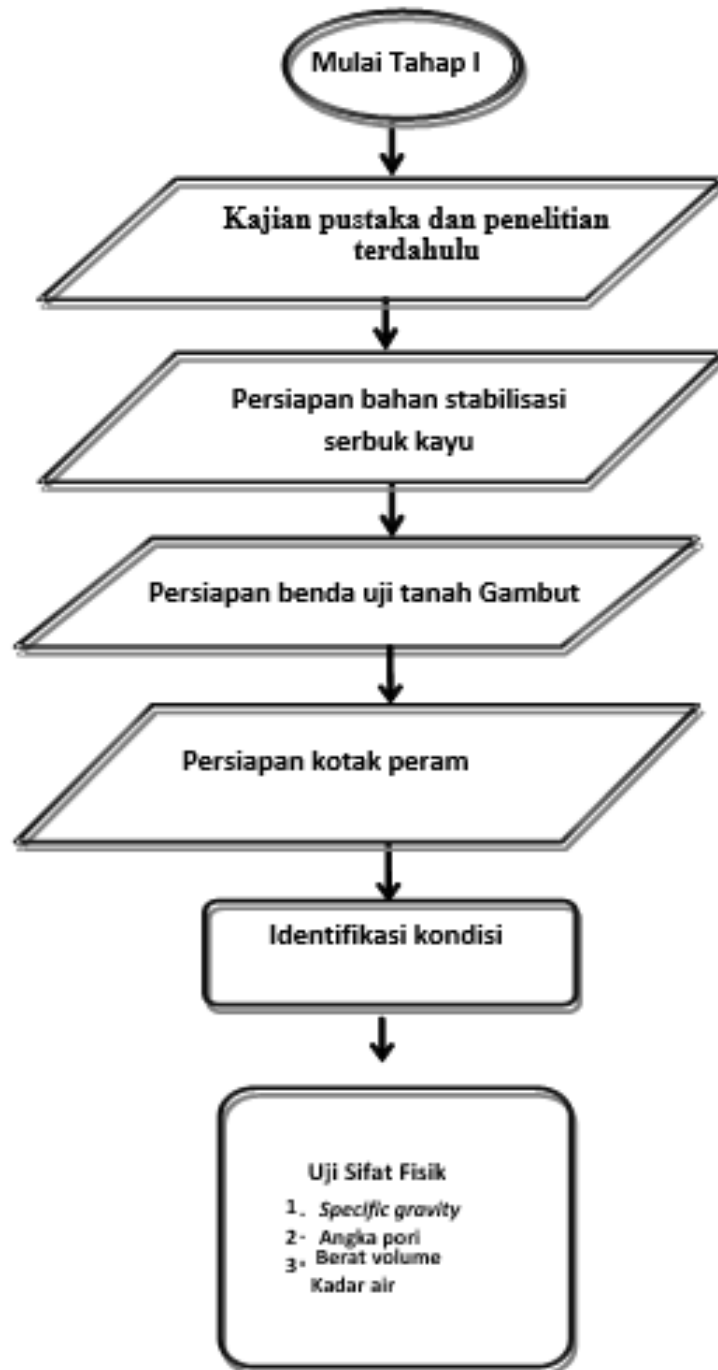 Mulai Tahap I
Kajian pustaka dan penelitian
terdahulu
Persiapan bahan stabilisasi
serbuk kayu
Persiapan benda uji tanah Gambut
Persiapan kotak peram
Identifikasi kondisi
Uji Sifat Fisik
1. Specific gravity
2- Angka pori
3• Berat volume
Kadar air